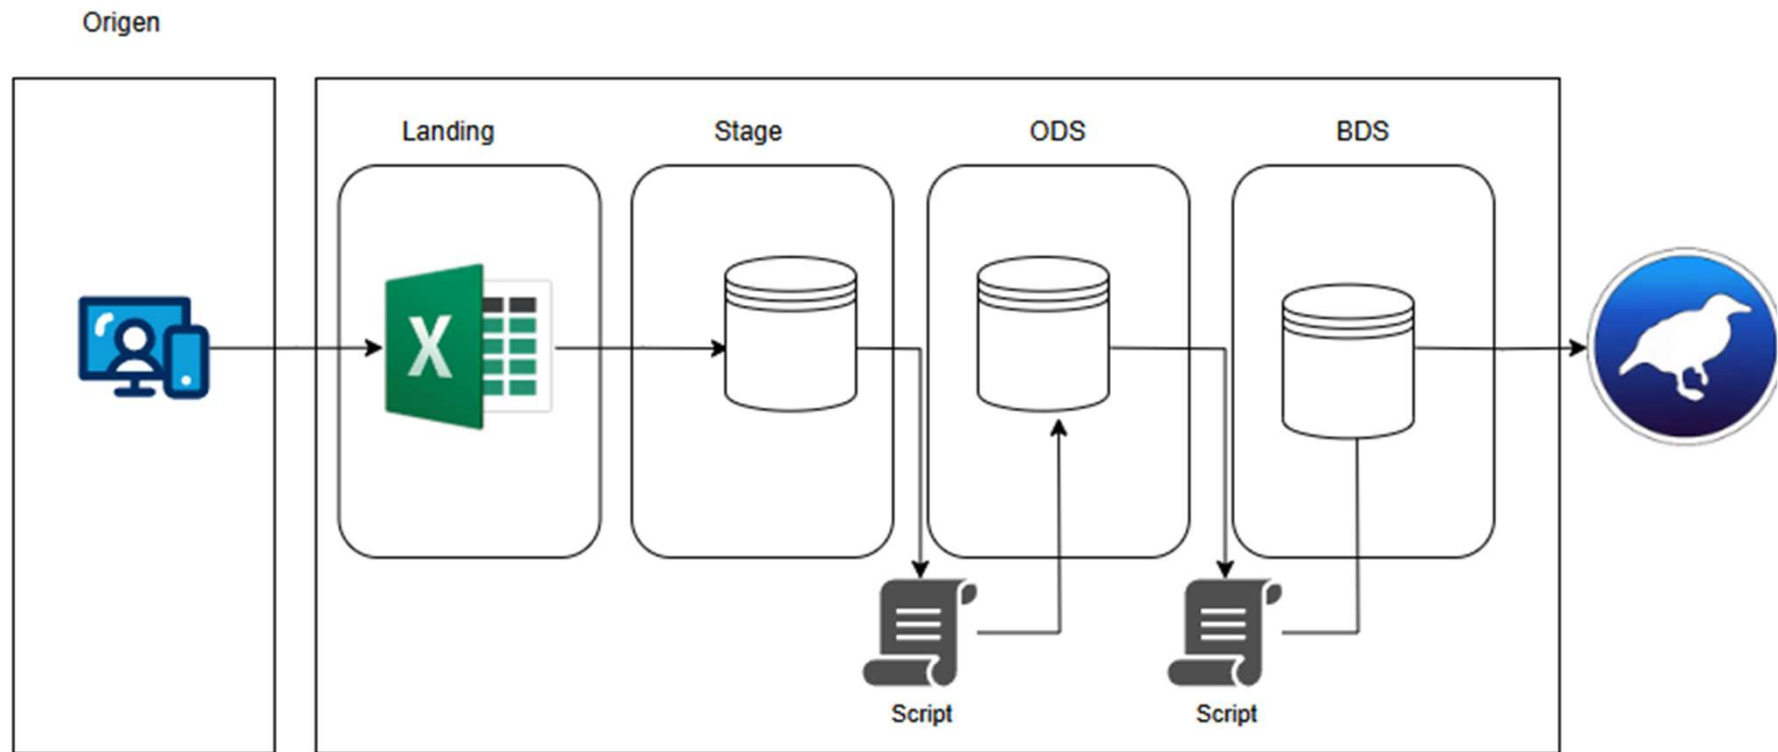 Origen
Landing
Stage
ODS
BDS
X
Script
Script